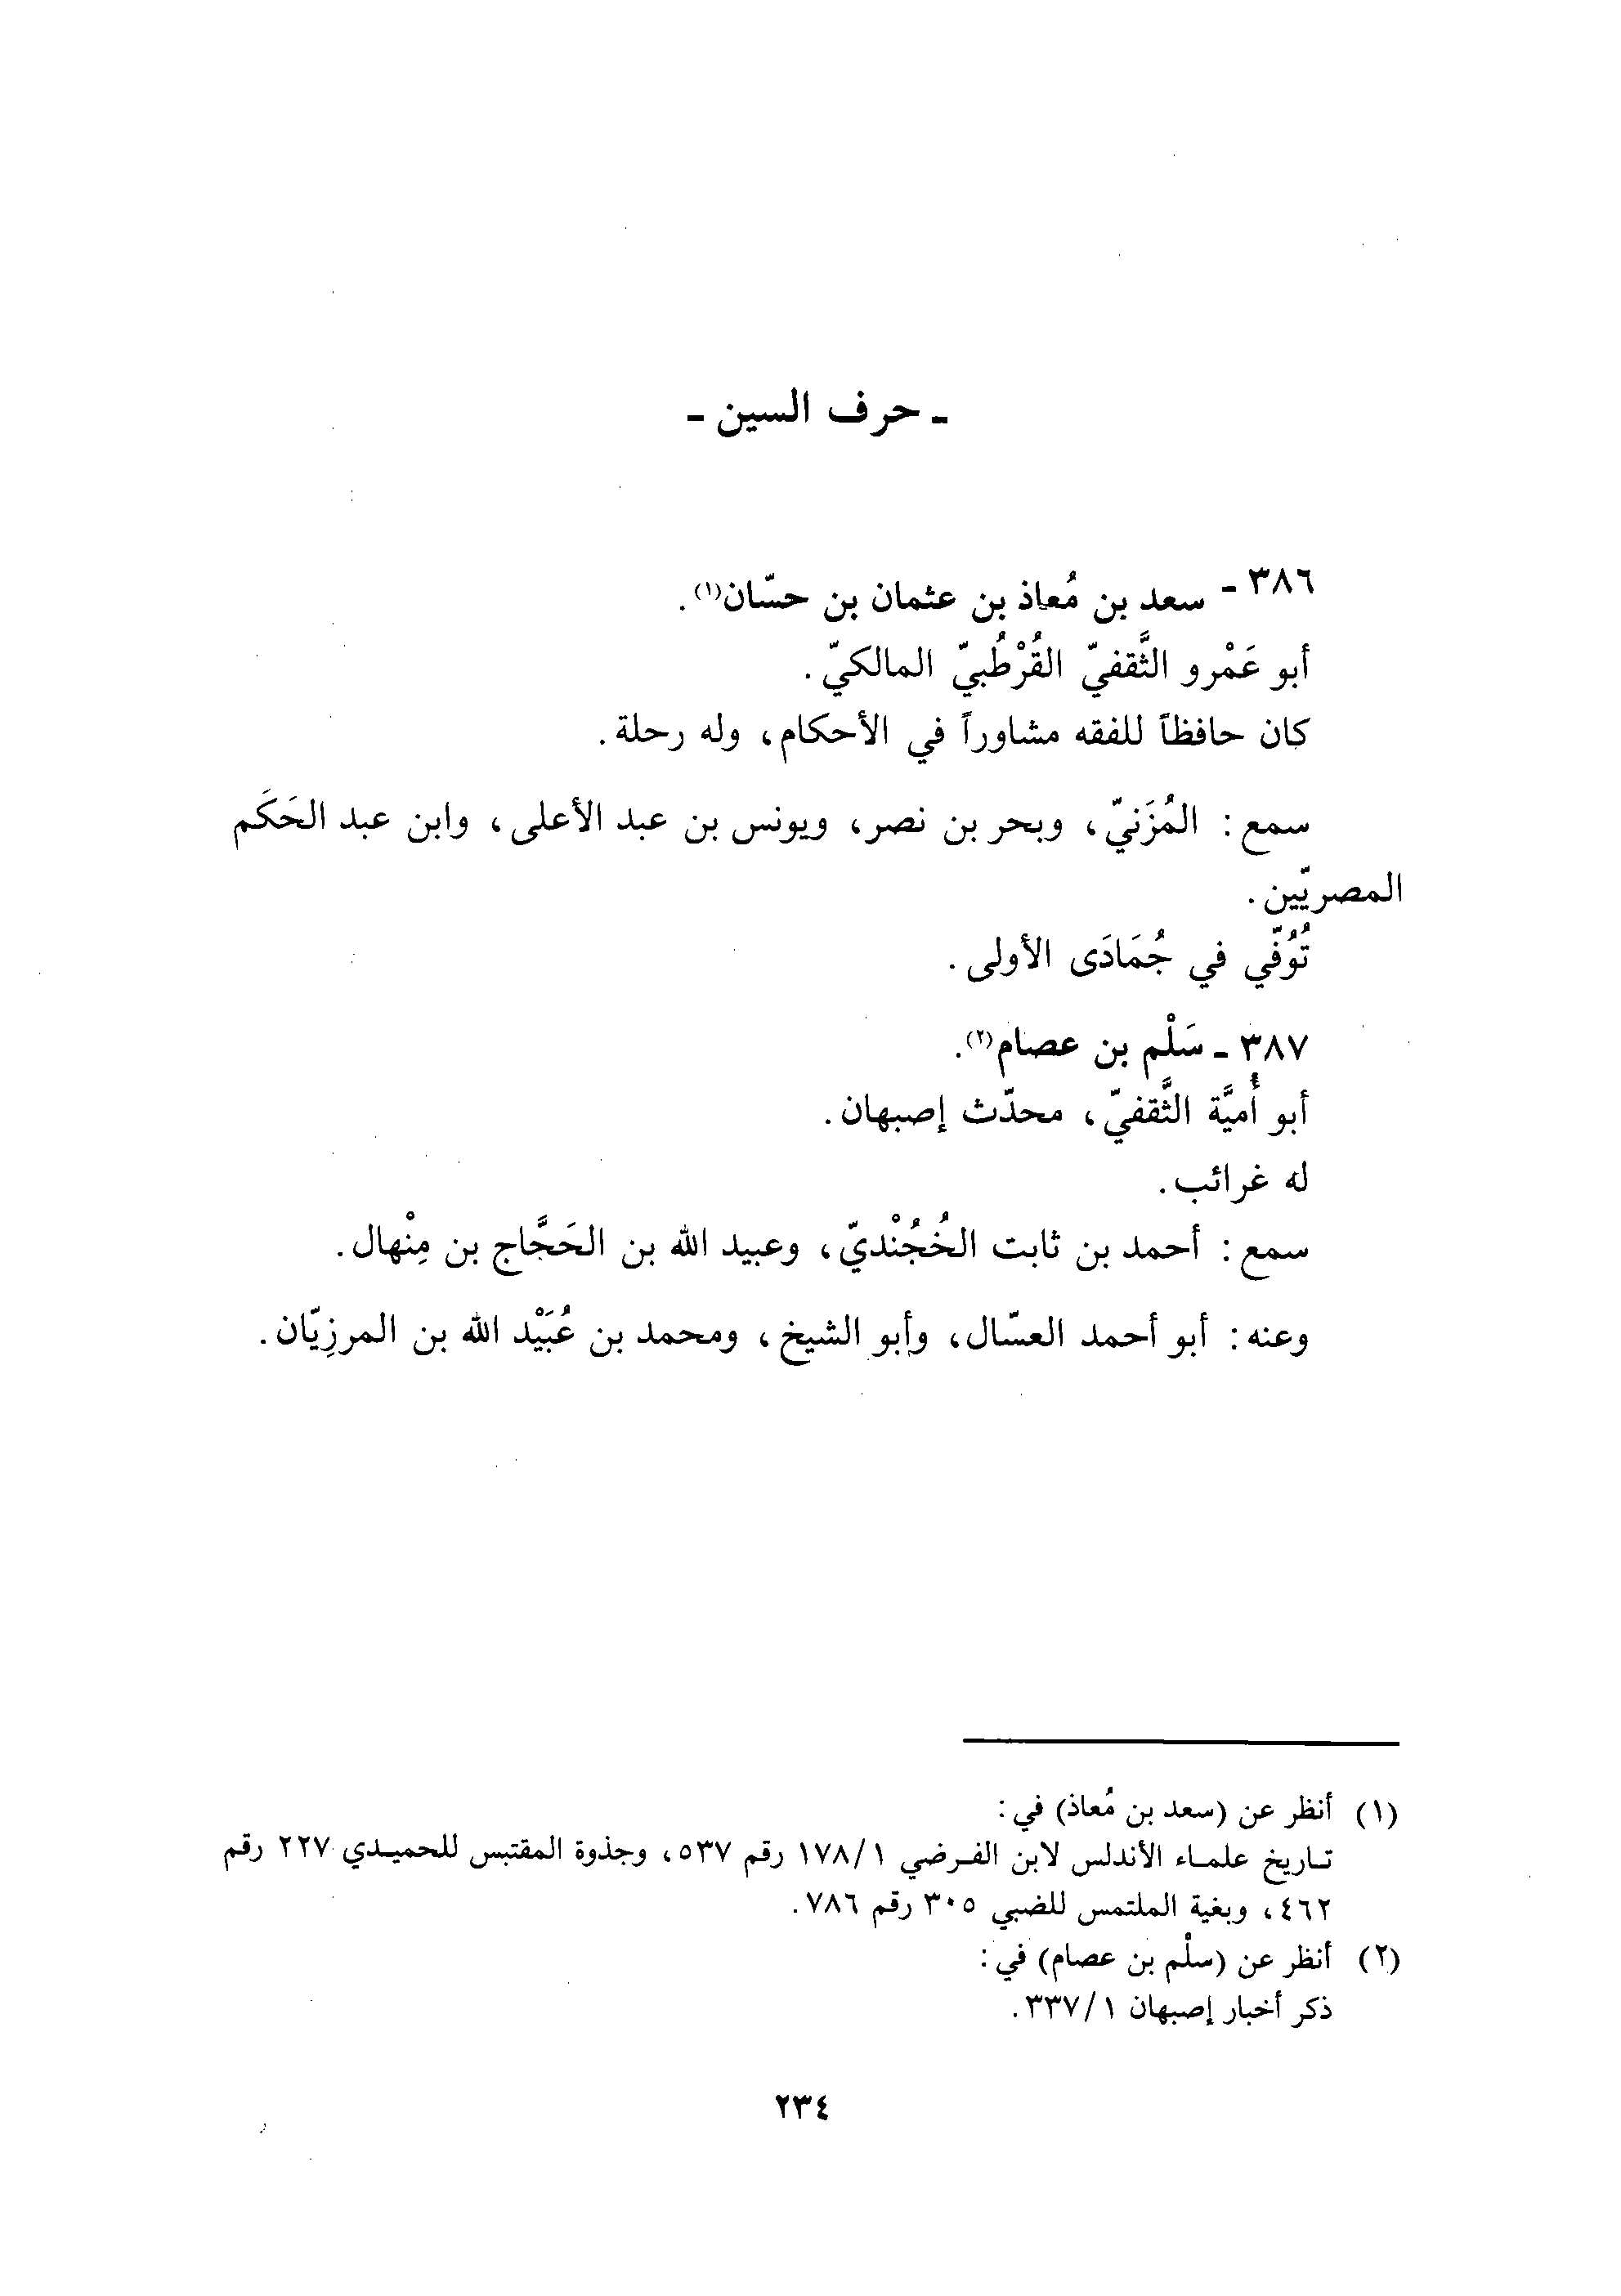 ـ حرف السين ـ
٣٨٦ ـ سعد بن مُعاذ بن عثمان بن حسّان(١).
أبو عَمْرو الثَّقفيّ القُرْطُبيّ المالكيّ.
كان حافظاً للفقه مشاوراً في الأحكام، وله رحلة.
سمع: المُزَنيّ، وبحر بن نصر، ويونس بن عبد الأعلى، وابن عبد الحَكَم
المصريّين.
تُوُفّي في جُمَادَى الأولى.
٣٨٧ ـ سَلْم بن عصام(٢).
أبو أُميَّة الثَّقفيّ، محدّث إصبهان.
له غرائب.
سمع: أحمد بن ثابت الخُجُنْديّ، وعبيد الله بن الحَجَّاج بن مِنْهال.
وعنه: أبو أحمد العسّال، وأبو الشيخ، ومحمد بن عُبَيْد الله بن المرزِبّان.
(١) أنظر عن (سعد بن مُعاذ) في:
تاريخ علماء الأندلس لابن الفرضي ١/١٧٨ رقم ٥٣٧، وجذوة المقتبس للحميدي ٢٢٧ رقم
٤٦٢، وبغية الملتمس للضبي ٣٠٥ رقم ٧٨٦.
(٢) أنظر عن (سلْم بن عصام) في:
ذكر أخبار إصبهان ١/٣٣٧.
٢٣٤